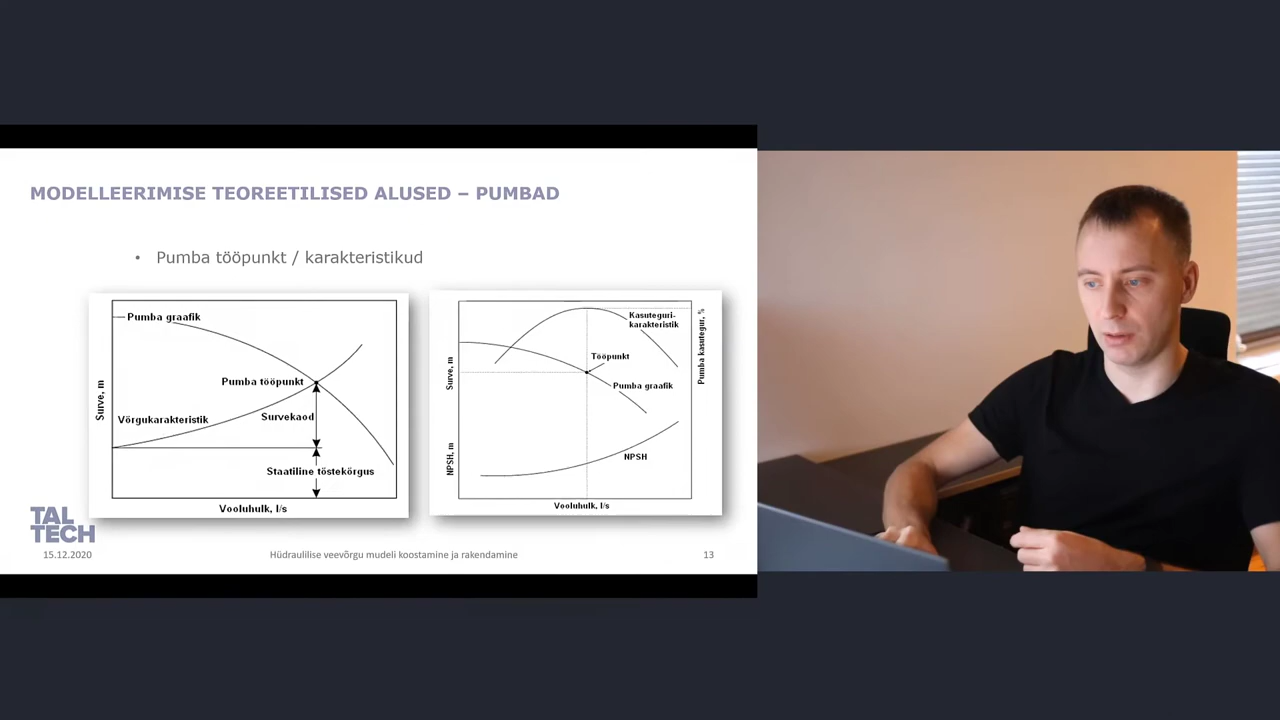 MODELLEERIMISE TEOREETILISED ALUSED – PUMBAD
• Pumba tööpunkt / karakteristikud
Pumba graafik
Pumba tööpunkt
Võrgukarakteristik
Survekaod
Staatiline tõstekõrgus
Surve, m
Vooluhulk, l/s
Kasuteguri-
karakteristik
Tööpunkt
Pumba graafik
NPSH
Surve, m
NPSH, m
Pumba kasutegur, %
Vooluhulk, l/s
TAL
TECH
15.12.2020
Hüdraulilise veevõrgu mudeli koostamine ja rakendamine
13